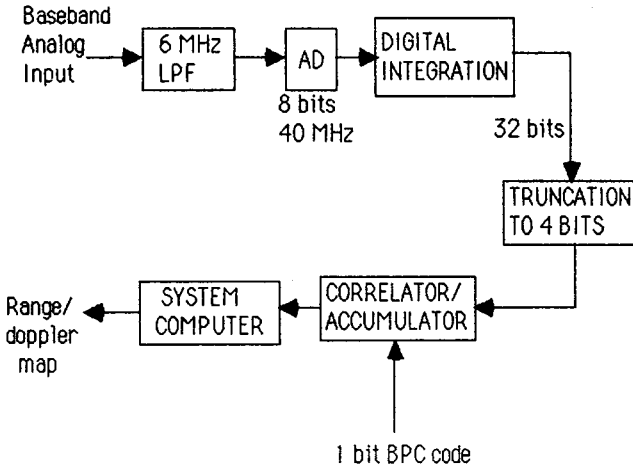 Baseband
Analog
Input
6 MHz
LPF
AD
8 bits
40 MHz
DIGITAL
INTEGRATION
32 bits
TRUNCATION
TO 4 BITS
CORRELATOR/
ACCUMULATOR
SYSTEM
COMPUTER
Range/
doppler
map
1 bit BPC code